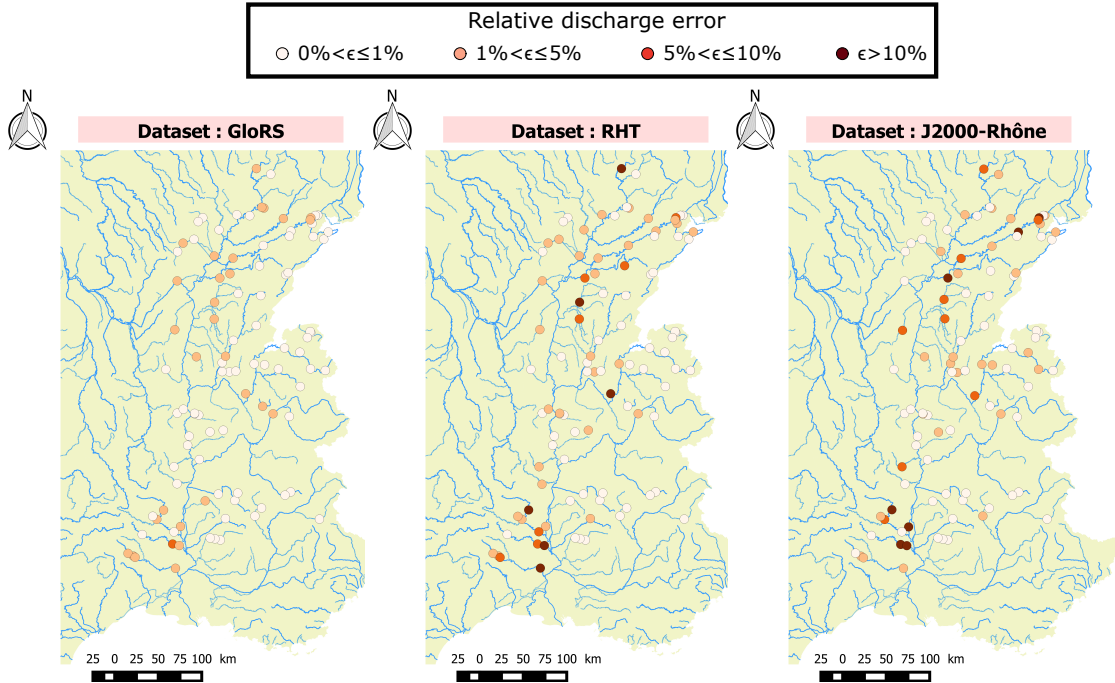 Relative discharge error
0%<ϵ≤1% 1%<ϵ≤5% 5%<ϵ≤10% ϵ>10%
N N N
Dataset : GloRS Dataset : RHT Dataset : J2000-Rhône
25 0 25 50 75 100 km 25 0 25 50 75 100 km 25 0 25 50 75 100 km